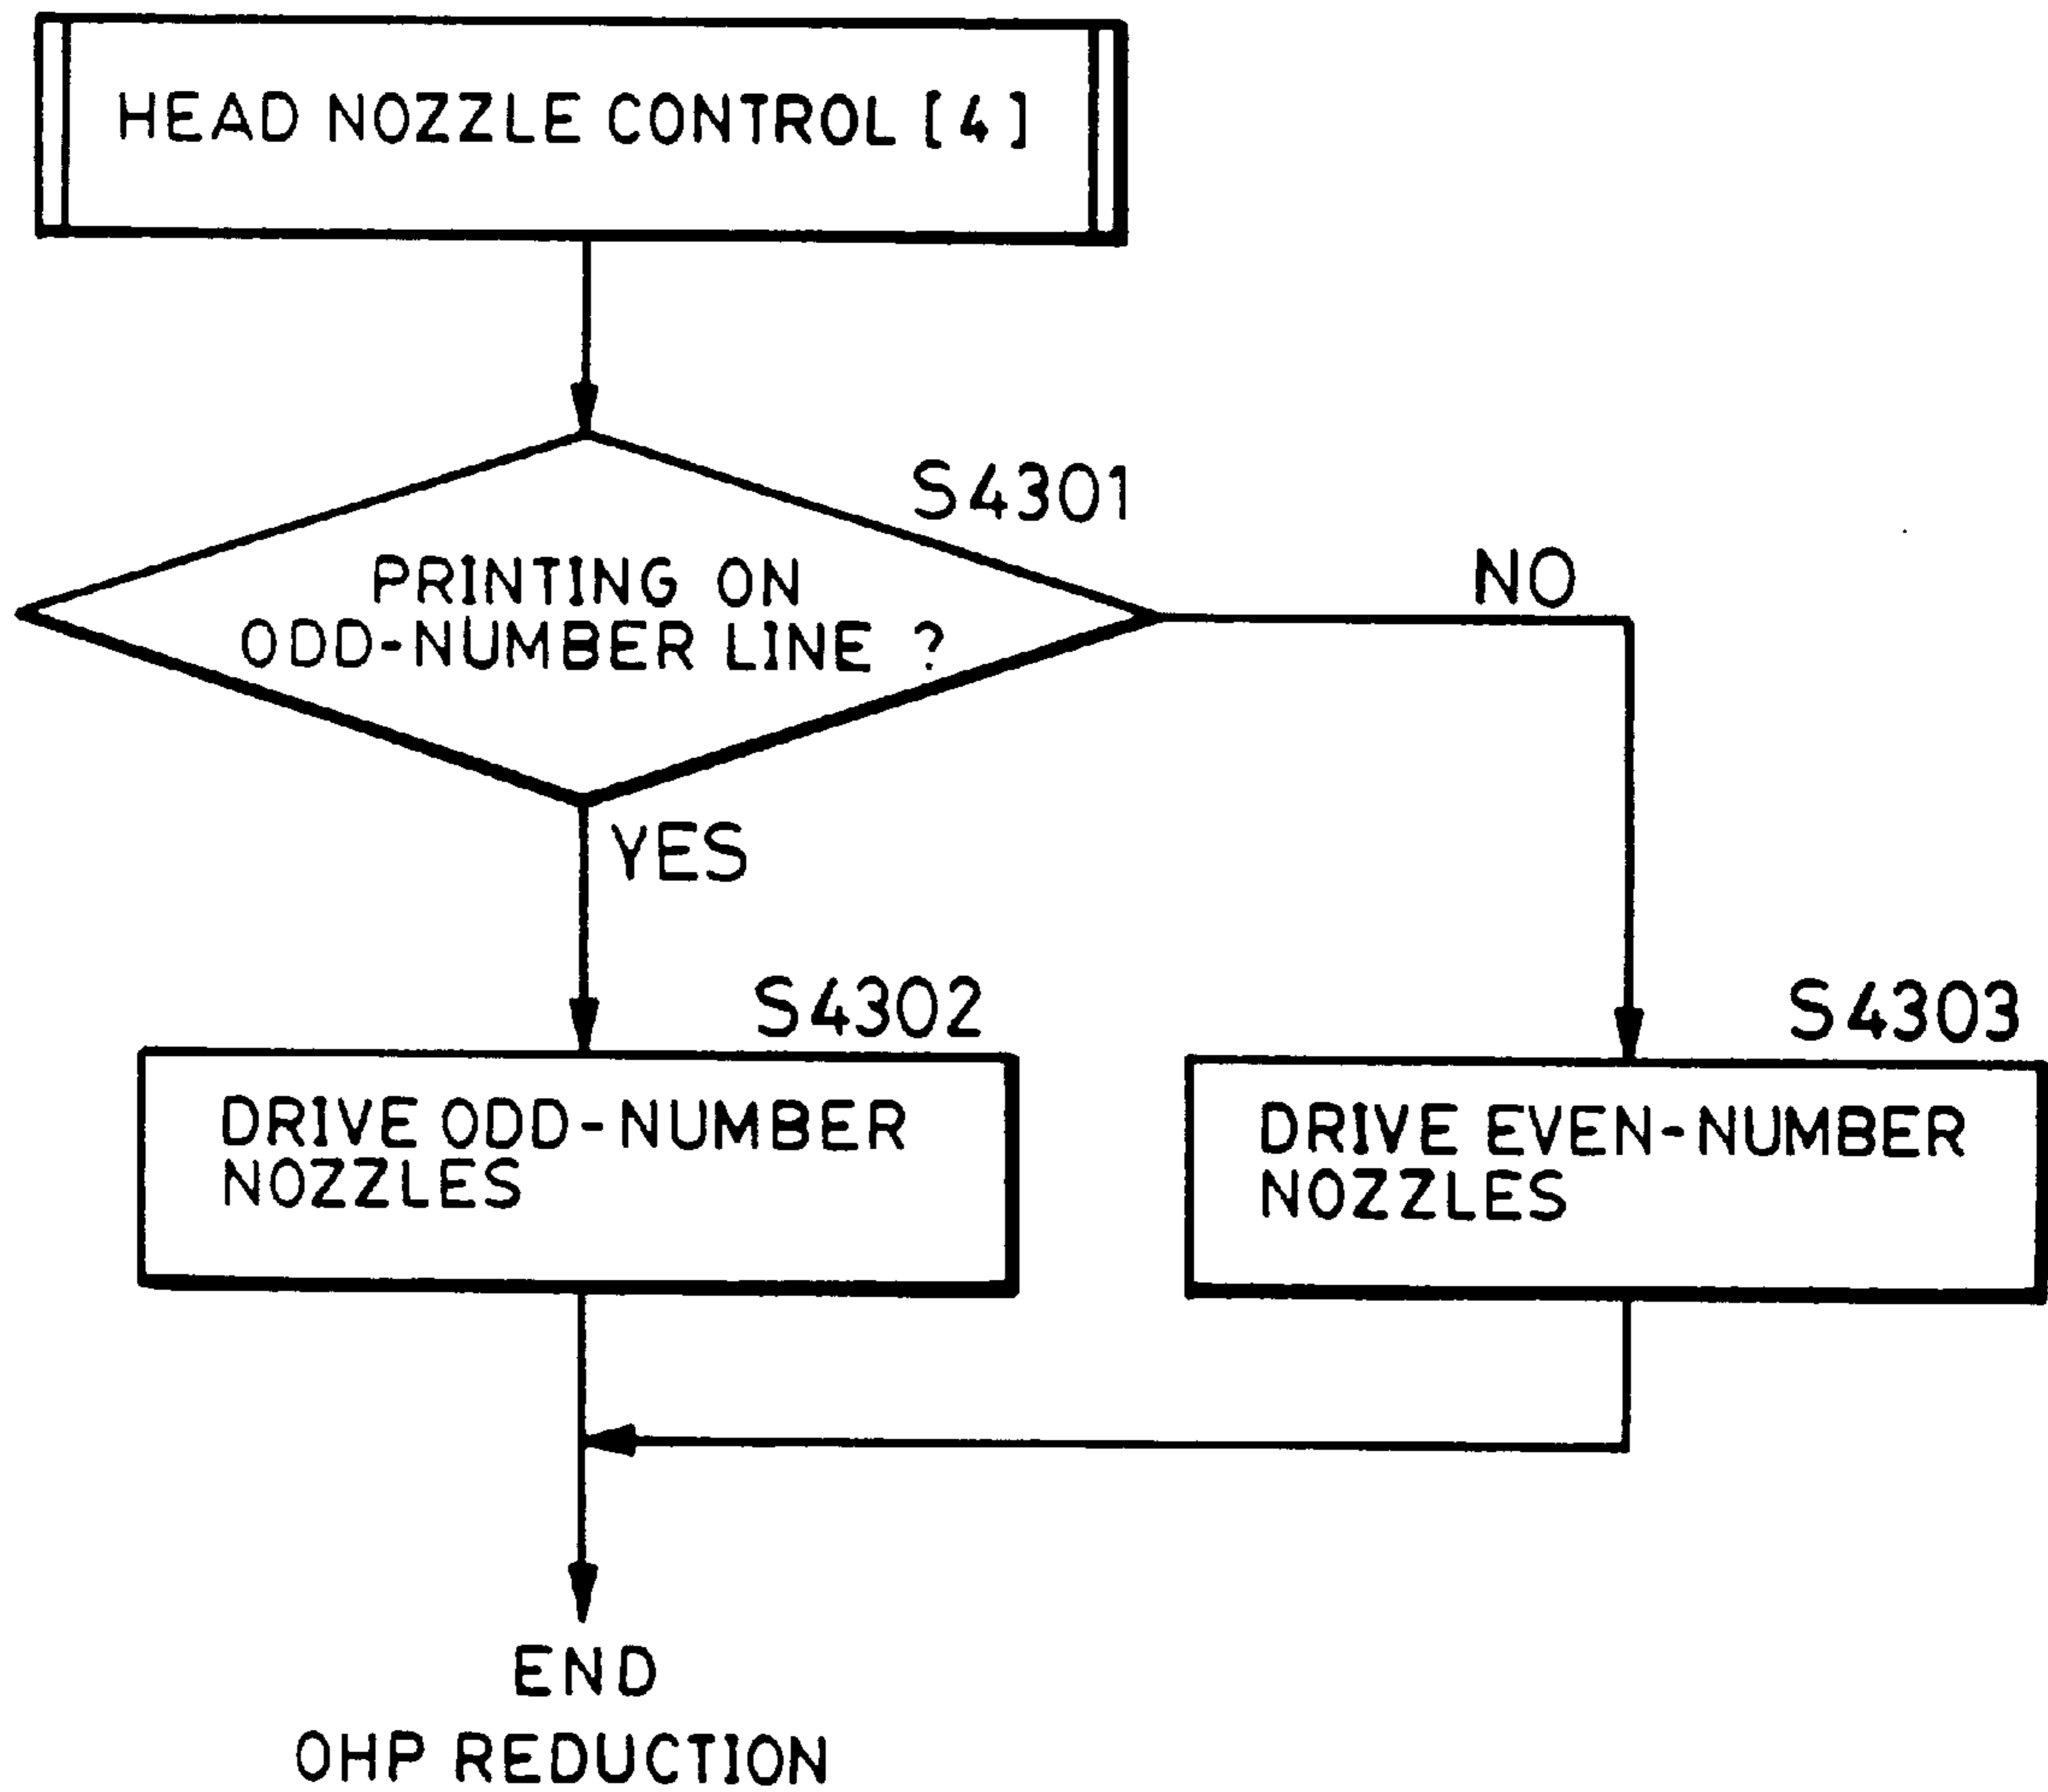 HEAD NOZZLE CONTROL [4]
S4301
PRINTING ON
ODD-NUMBER LINE ?
NO
YES
S4302
DRIVE ODD-NUMBER
NOZZLES
S4303
DRIVE EVEN-NUMBER
NOZZLES
END
OHP REDUCTION